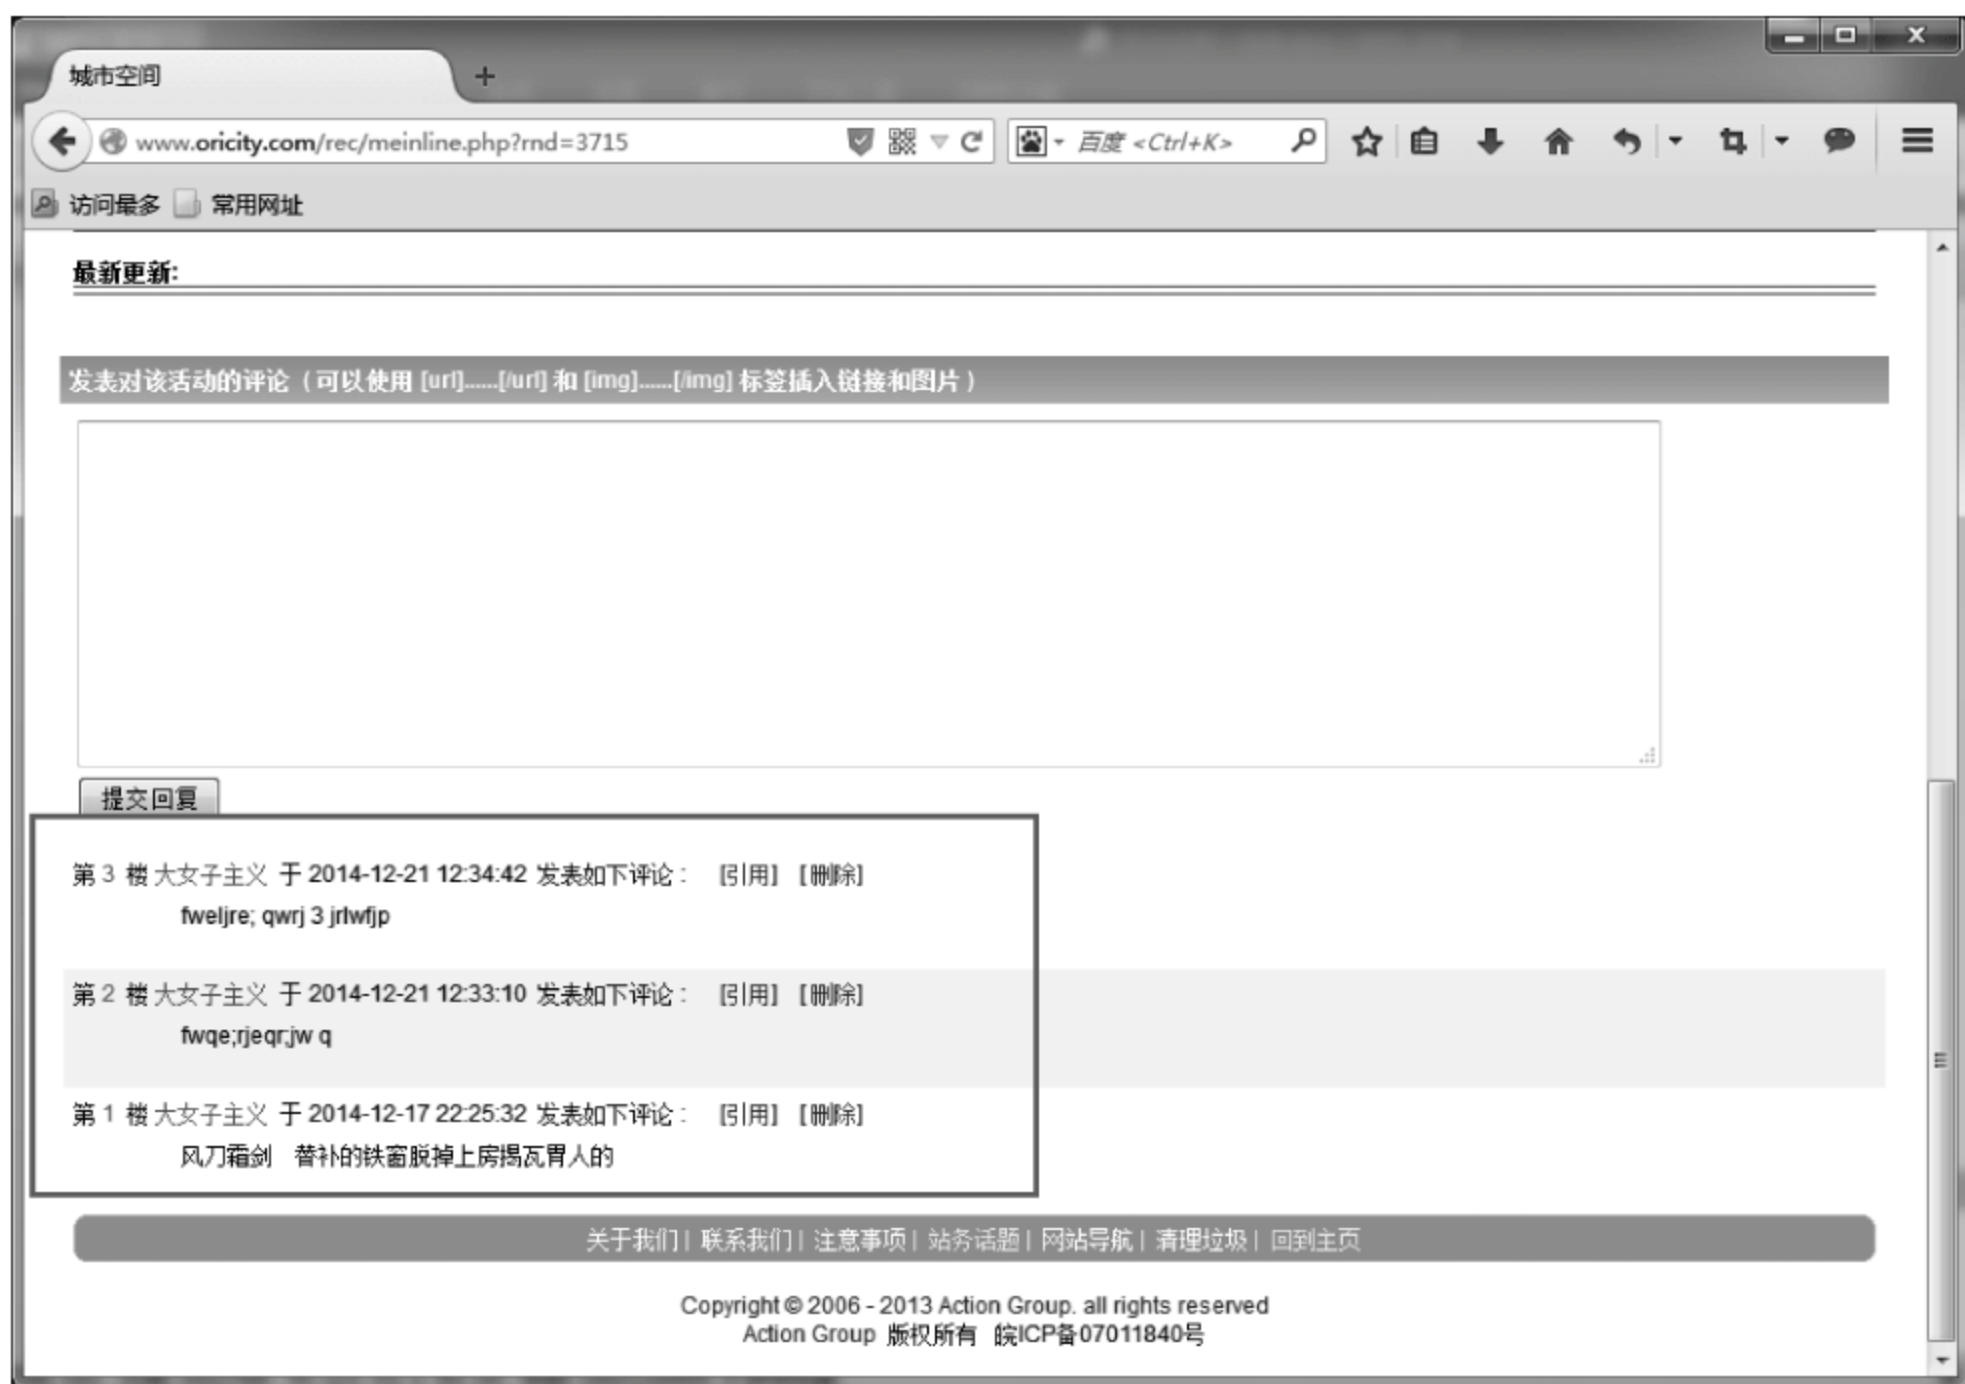 城市空间
www.oricity.com/rec/meinline.php?rnd=3715
百度 <Ctrl+K>
访问最多 常用网址
最新更新:
发表对该活动的评论（可以使用 [url]......[/url] 和 [img]......[/img] 标签插入链接和图片）
提交回复
第 3 楼 大女子主义 于 2014-12-21 12:34:42 发表如下评论： [引用] [删除]
fweljre; qwrj 3 jrlwfjp
第 2 楼 大女子主义 于 2014-12-21 12:33:10 发表如下评论： [引用] [删除]
fwqe;rjeqr;jw q
第 1 楼 大女子主义 于 2014-12-17 22:25:32 发表如下评论： [引用] [删除]
风刀霜剑 替补的铁窗脱掉上房揭瓦胃人的
关于我们 | 联系我们 | 注意事项 | 站务话题 | 网站导航 | 清理垃圾 | 回到主页
Copyright © 2006 - 2013 Action Group. all rights reserved
Action Group 版权所有 皖ICP备07011840号